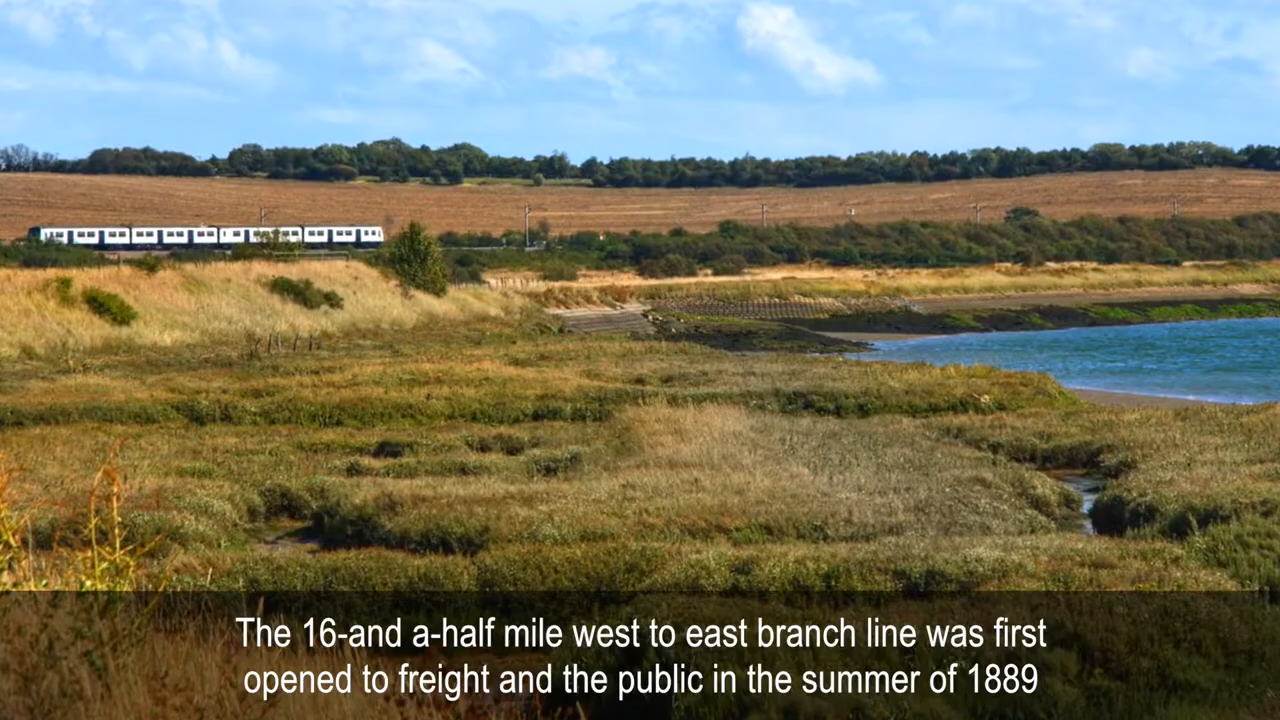 The 16-and a-half mile west to east branch line was first
opened to freight and the public in the summer of 1889